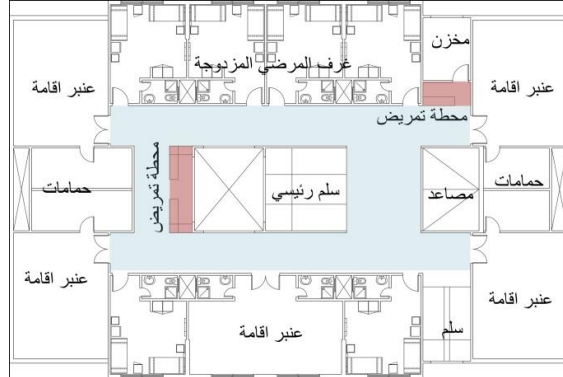 مخزن
غرف المرضي المزدوجة
عنبر اقامة
عنبر اقامة
محطة تمريض
محطة تمريض
حمامات
مصاعد
سلم رئيسي
حمامات
عنبر اقامة
عنبر اقامة
عنبر اقامة
سلم